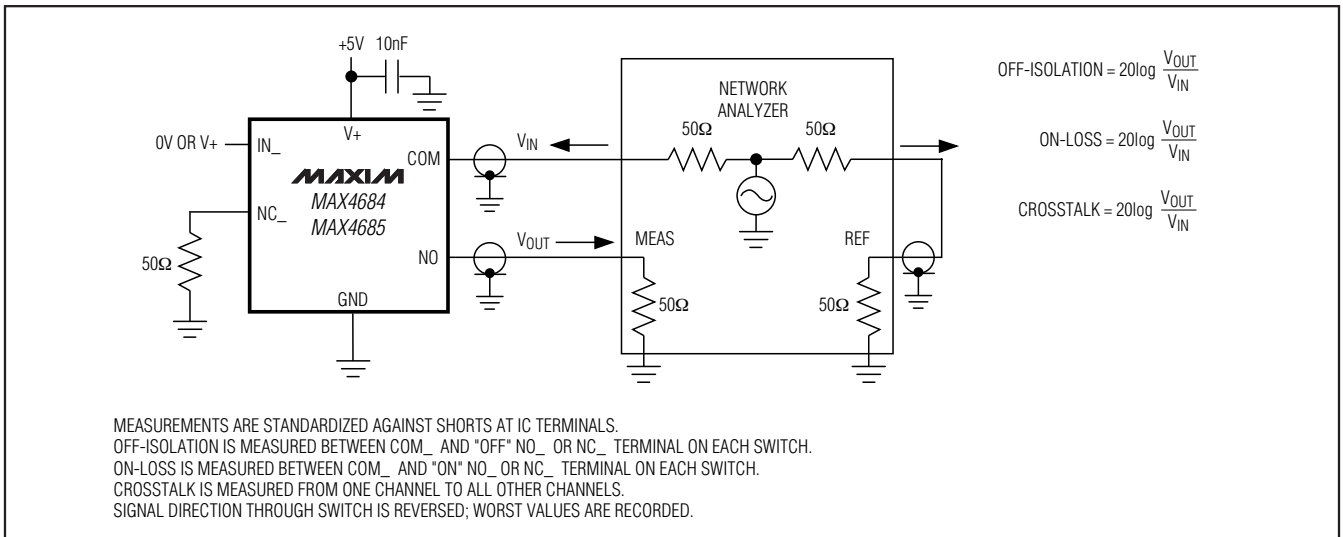 +5V 10nF
0V OR V+
IN_
V+
COM
MAXIM
MAX4684
MAX4685
NC_
NO
GND
50Ω
VIN
VOUT
NETWORK
ANALYZER
50Ω 50Ω
MEAS REF
50Ω 50Ω
OFF-ISOLATION = 20log VOUT
VIN
ON-LOSS = 20log VOUT
VIN
CROSSTALK = 20log VOUT
VIN
MEASUREMENTS ARE STANDARDIZED AGAINST SHORTS AT IC TERMINALS.
OFF-ISOLATION IS MEASURED BETWEEN COM_ AND "OFF" NO_ OR NC_ TERMINAL ON EACH SWITCH.
ON-LOSS IS MEASURED BETWEEN COM_ AND "ON" NO_ OR NC_ TERMINAL ON EACH SWITCH.
CROSSTALK IS MEASURED FROM ONE CHANNEL TO ALL OTHER CHANNELS.
SIGNAL DIRECTION THROUGH SWITCH IS REVERSED; WORST VALUES ARE RECORDED.